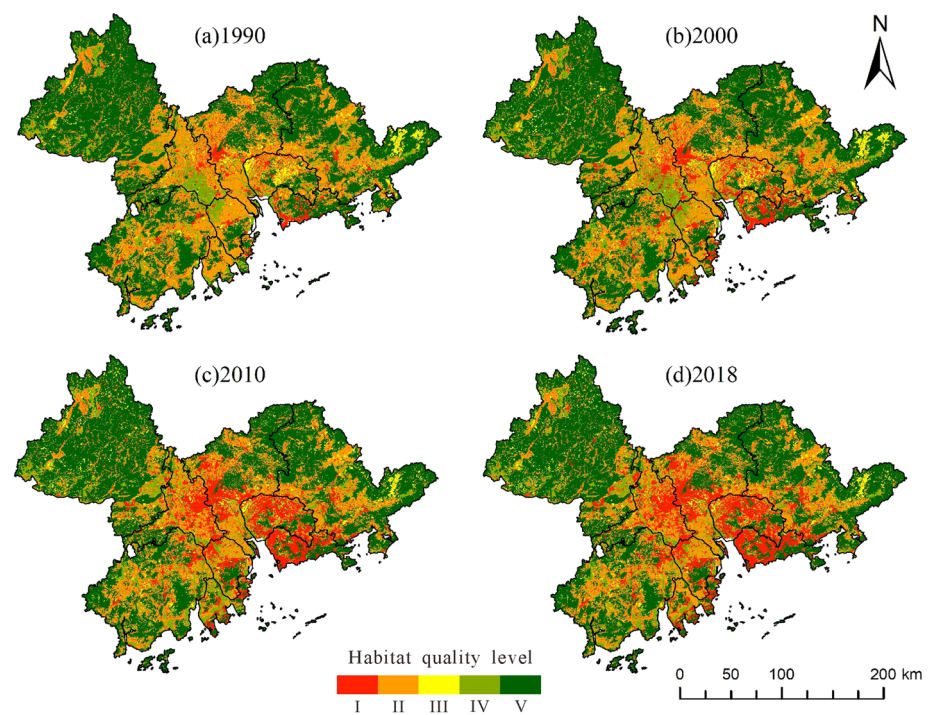 (a)1990
(b)2000
N
(c)2010
(d)2018
Habitat quality level
I II III IV V
0 50 100 200 km